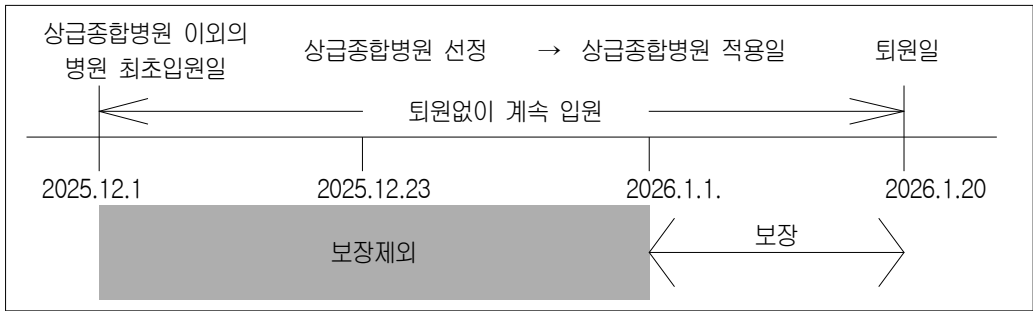 상급종합병원 이외의
병원 최초입원일
상급종합병원 선정 → 상급종합병원 적용일
퇴원일
퇴원없이 계속 입원
2025.12.1
2025.12.23
2026.1.1.
2026.1.20
보장제외
보장